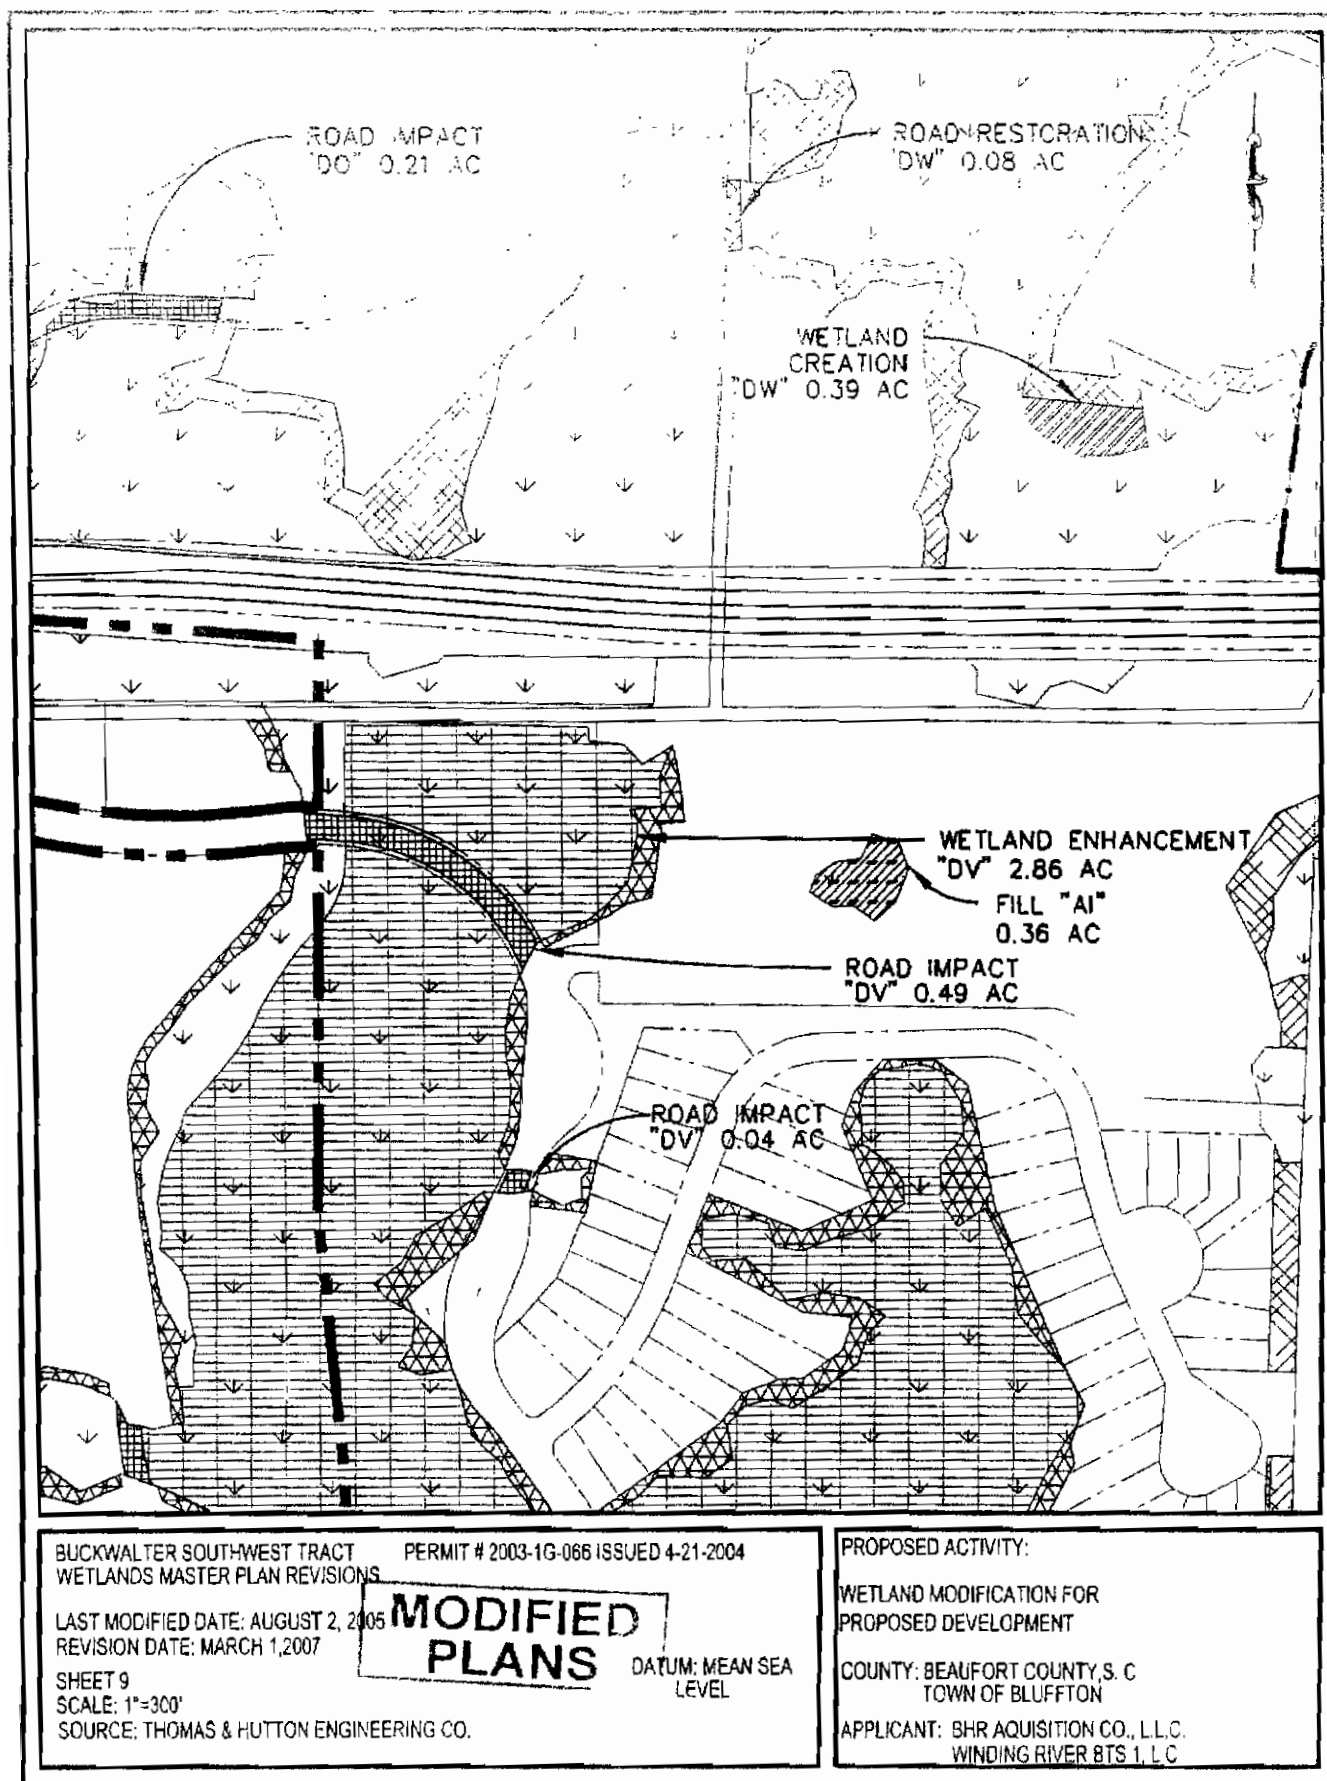 ROAD IMPACT
"DO" 0.21 AC
ROAD RESTORATION
"DW" 0.08 AC
WETLAND
CREATION
"DW" 0.39 AC
WETLAND ENHANCEMENT
"DV" 2.86 AC
FILL "AI"
0.36 AC
ROAD IMPACT
"DV" 0.49 AC
ROAD IMPACT
"DV" 0.04 AC
BUCKWALTER SOUTHWEST TRACT
WETLANDS MASTER PLAN REVISIONS
PERMIT # 2003-1G-066 ISSUED 4-21-2004
LAST MODIFIED DATE: AUGUST 2, 2005
REVISION DATE: MARCH 1,2007
MODIFIED
PLANS
SHEET 9
SCALE: 1"=300'
SOURCE: THOMAS & HUTTON ENGINEERING CO.
DATUM: MEAN SEA
LEVEL
PROPOSED ACTIVITY:
WETLAND MODIFICATION FOR
PROPOSED DEVELOPMENT
COUNTY: BEAUFORT COUNTY, S. C
TOWN OF BLUFFTON
APPLICANT: BHR AQUISITION CO., L.L.C.
WINDING RIVER BTS 1, L C